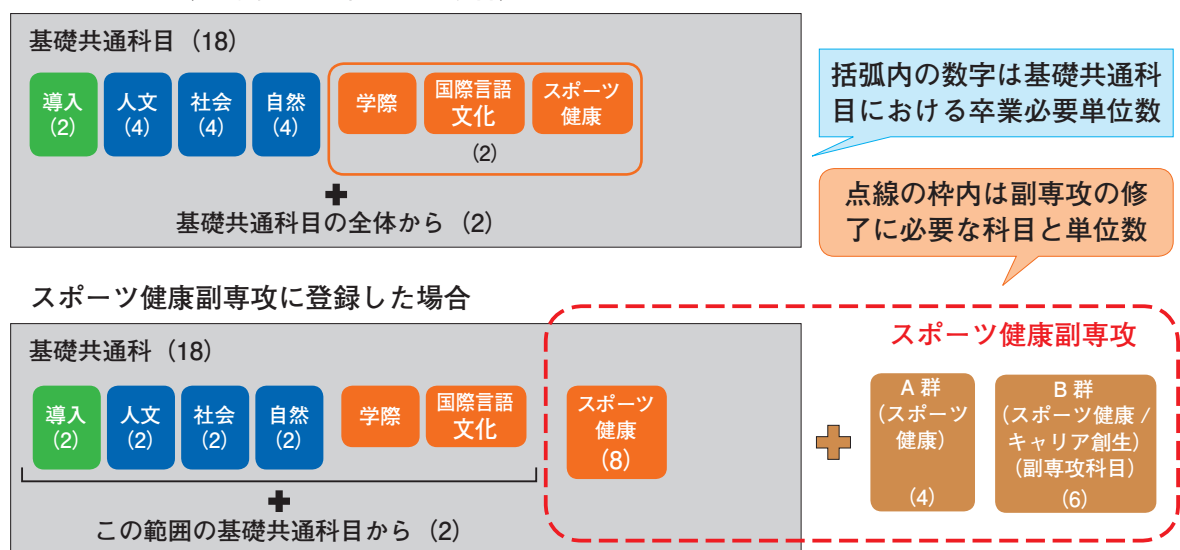 基礎共通科目（18）
導入
（2）
人文
（4）
社会
（4）
自然
（4）
学際
国際言語
文化
スポーツ
健康
（2）
基礎共通科目の全体から（2）
括弧内の数字は基礎共通科
目における卒業必要単位数
点線の枠内は副専攻の修
了に必要な科目と単位数
スポーツ健康副専攻に登録した場合
基礎共通科（18）
導入
（2）
人文
（2）
社会
（2）
自然
（2）
学際
国際言語
文化
スポーツ
健康
（8）
この範囲の基礎共通科目から（2）
スポーツ健康副専攻
A 群
（スポーツ
健康）
（4）
B 群
（スポーツ健康 /
キャリア創生）
（副専攻科目）
（6）